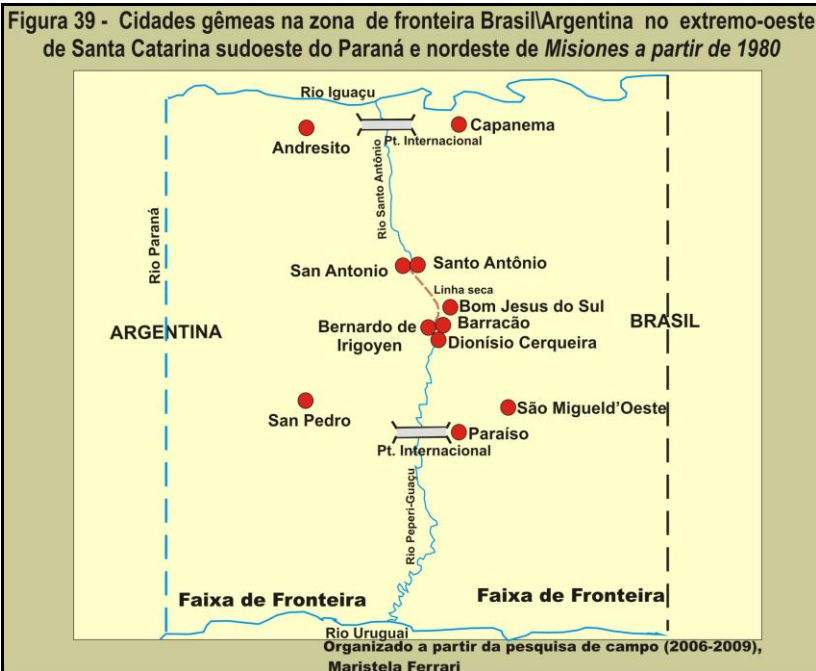 Figura 39 - Cidades gêmeas na zona de fronteira Brasil\Argentina no extremo-oeste
de Santa Catarina sudoeste do Paraná e nordeste de Misiones a partir de 1980
Rio Iguaçu
Andresito
Pt. Internacional
Capanema
Rio Santo Antônio
Rio Paraná
San Antonio
Santo Antônio
Linha seca
Bom Jesus do Sul
ARGENTINA
Bernardo de
Irigoyen
Barracão
BRASIL
Dionísio Cerqueira
San Pedro
São Migueld'Oeste
Paraíso
Pt. Internacional
Rio Peperi-Guaçu
Faixa de Fronteira
Faixa de Fronteira
Rio Uruguai
Organizado a partir da pesquisa de campo (2006-2009),
Maristela Ferrari